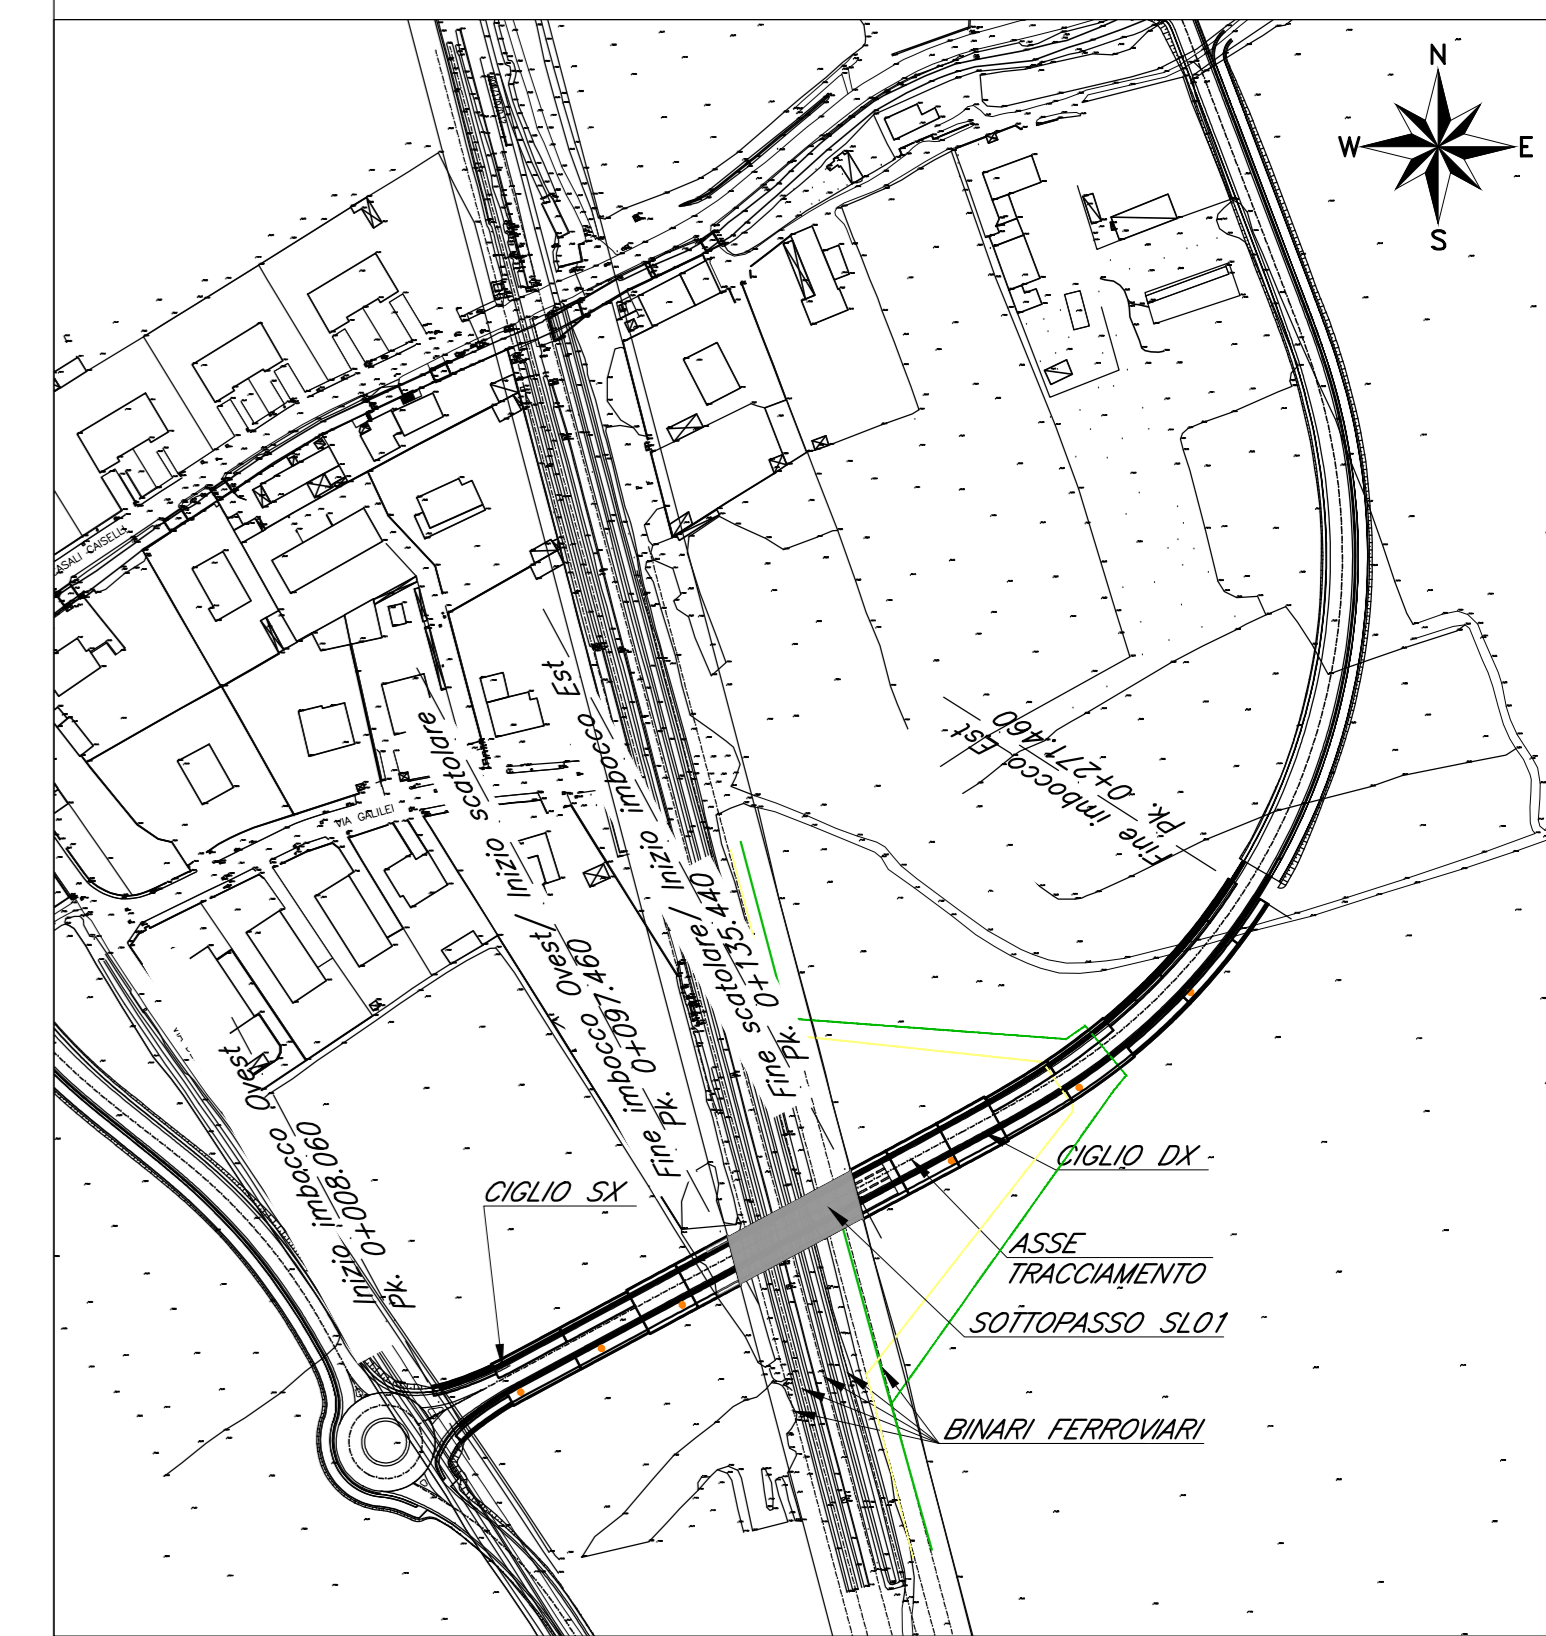 N
W E
S
ASALI CAISELLI
VIA GALILEI
Inizio imbocco Ovest
Pk. 0+008.060
Fine imbocco Ovest/ Inizio scatolare
Pk. 0+097.460
Fine scatolare/ Inizio imbocco Est
Pk. 0+135.440
Fine imbocco Est
Pk. 0+271.460
CIGLIO SX
CIGLIO DX
ASSE
TRACCIAMENTO
SOTTOPASSO SL01
BINARI FERROVIARI